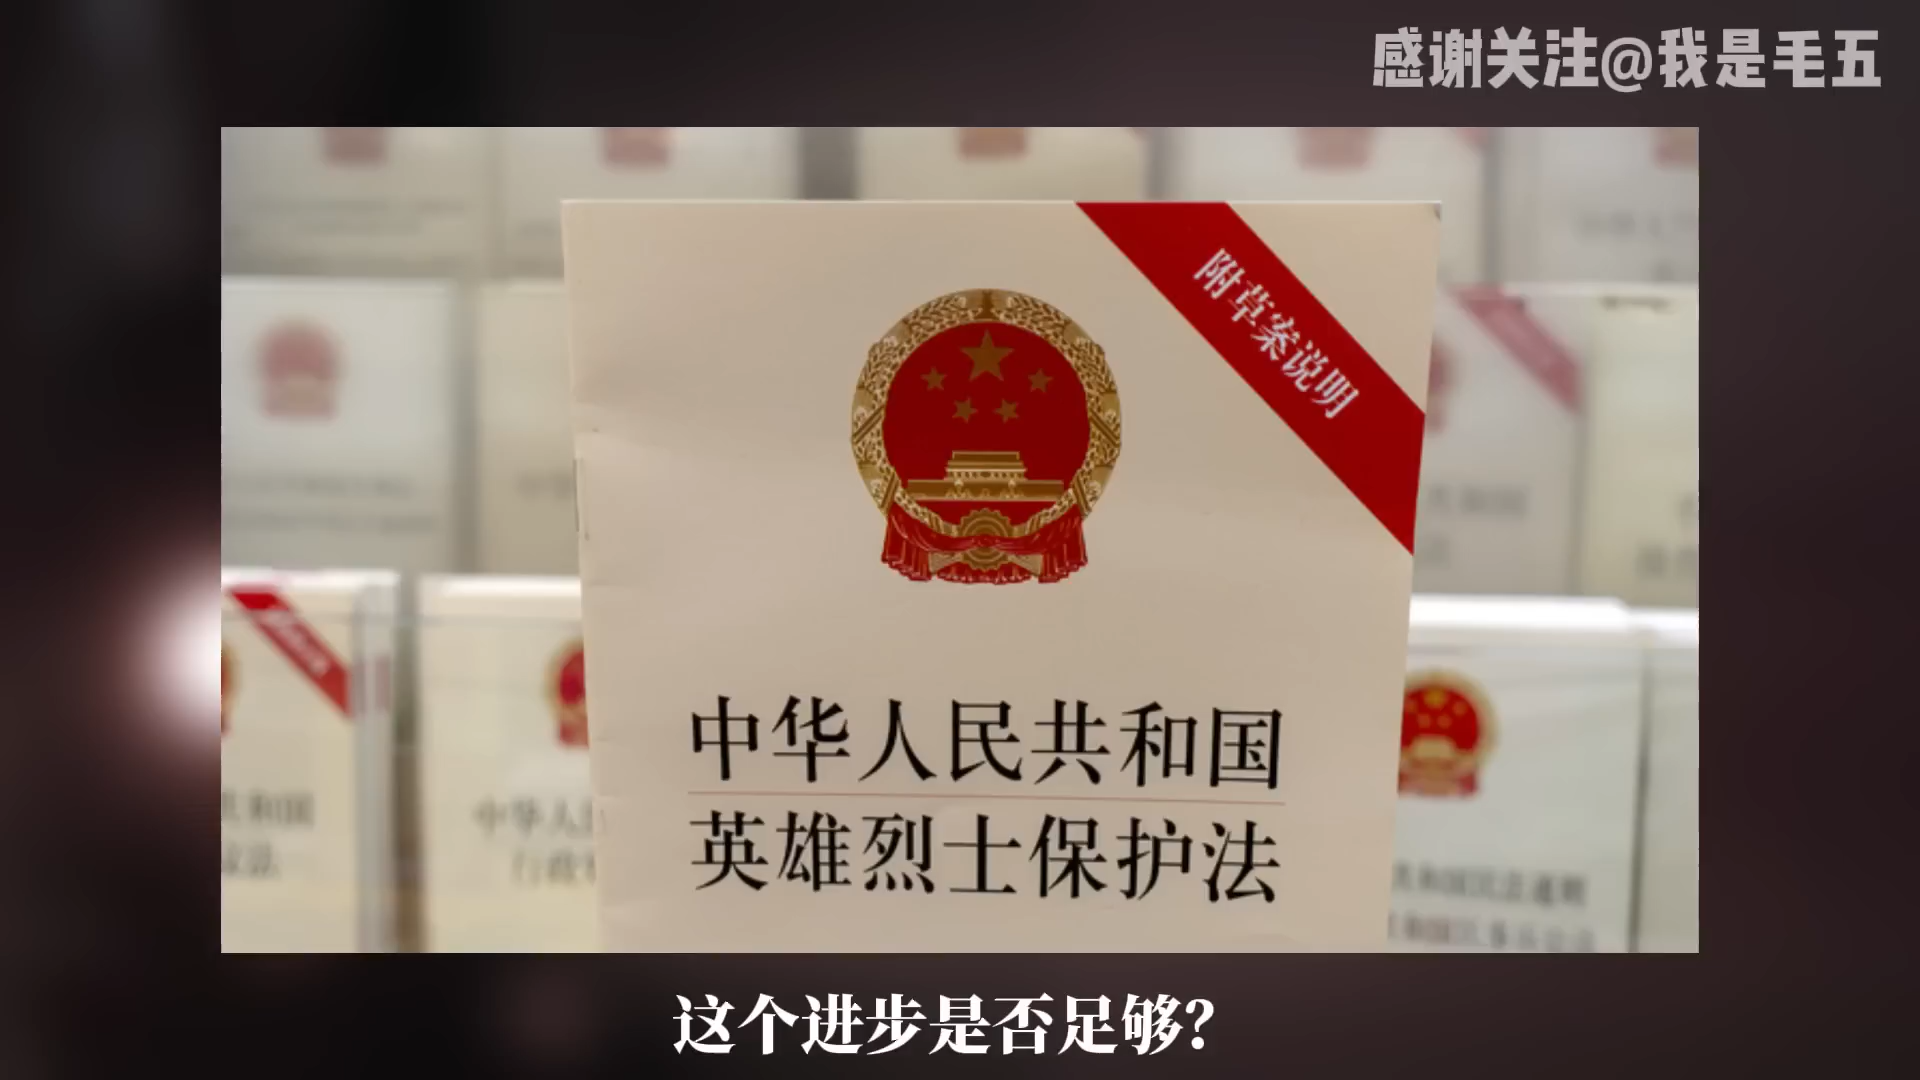 感谢关注@我是毛五
附草案说明
中华人民共和国
英雄烈士保护法
这个进步是否足够?